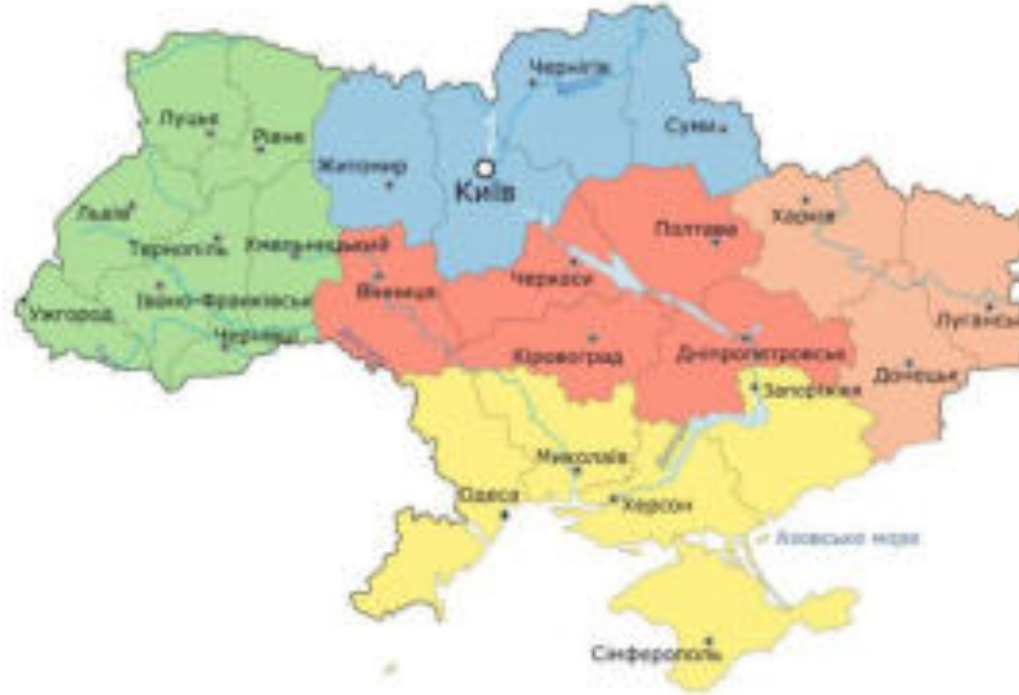 Чернігів
Луцьк
Суми
Рівне
Житомир
Київ
Львів
Харків
Полтава
Тернопіль
Хмельницький
Черкаси
Вінниця
Івано-Франківськ
Ужгород
Луганськ
Чернівці
Кіровоград
Дніпропетровськ
Донецьк
Запоріжжя
Миколаїв
Одеса
Херсон
Азовське море
Сімферополь